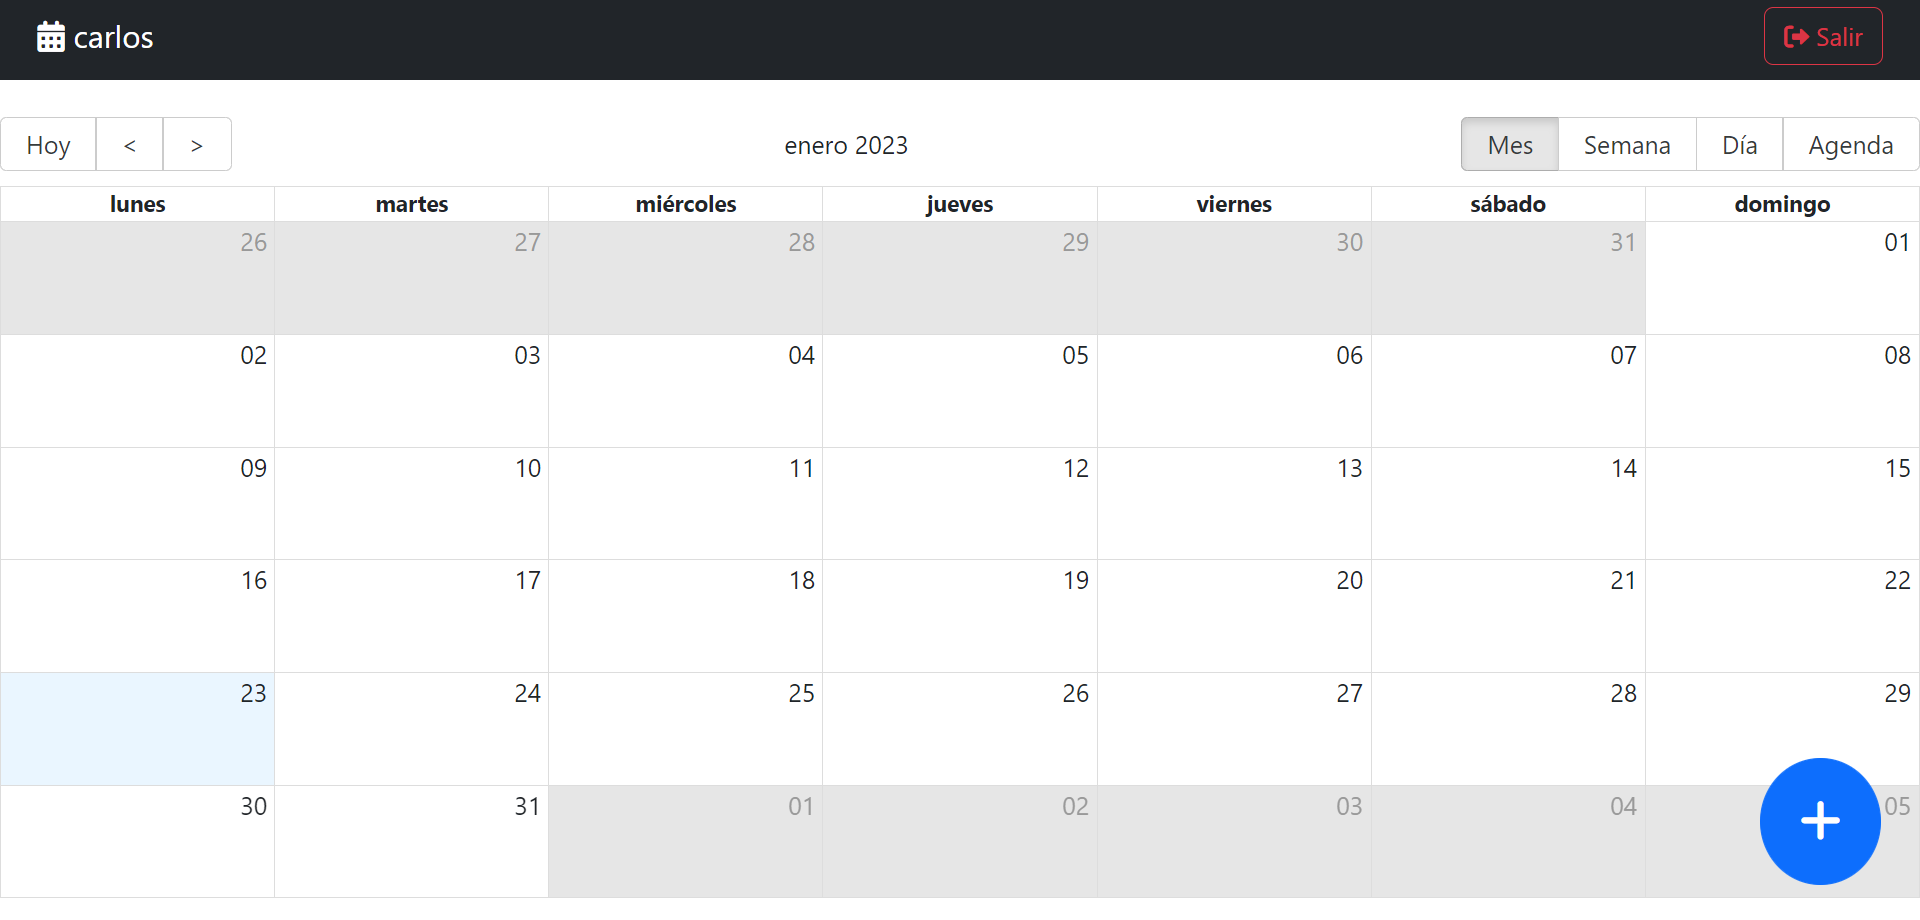 carlos Salir
Hoy < > enero 2023 Mes Semana Día Agenda
lunes martes miércoles jueves viernes sábado domingo
26 27 28 29 30 31 01
02 03 04 05 06 07 08
09 10 11 12 13 14 15
16 17 18 19 20 21 22
23 24 25 26 27 28 29
30 31 01 02 03 04 05
+